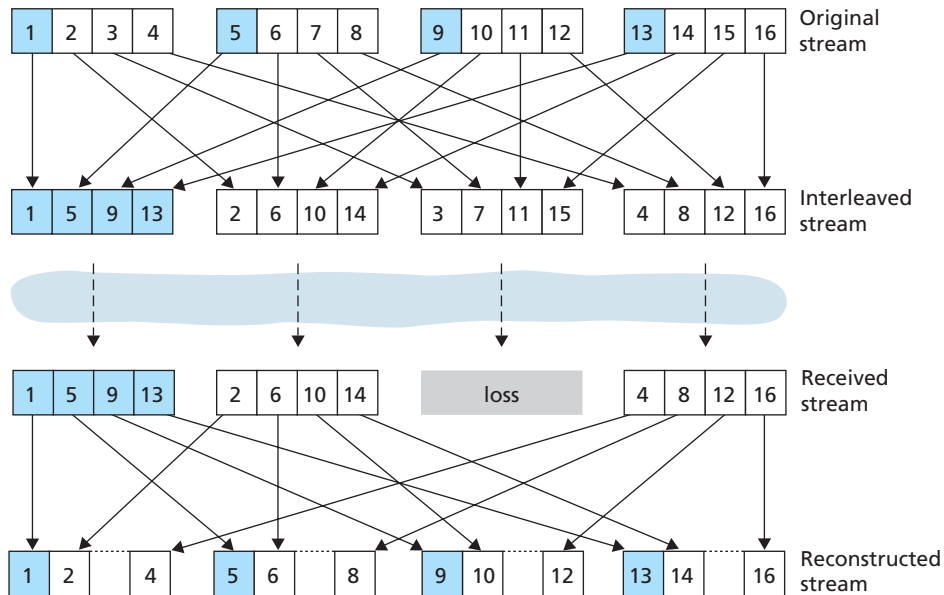 1 2 3 4 5 6 7 8 9 10 11 12 13 14 15 16 Original
stream
1 5 9 13 2 6 10 14 3 7 11 15 4 8 12 16 Interleaved
stream
1 5 9 13 2 6 10 14 loss 4 8 12 16 Received
stream
1 2 4 5 6 8 9 10 12 13 14 16 Reconstructed
stream